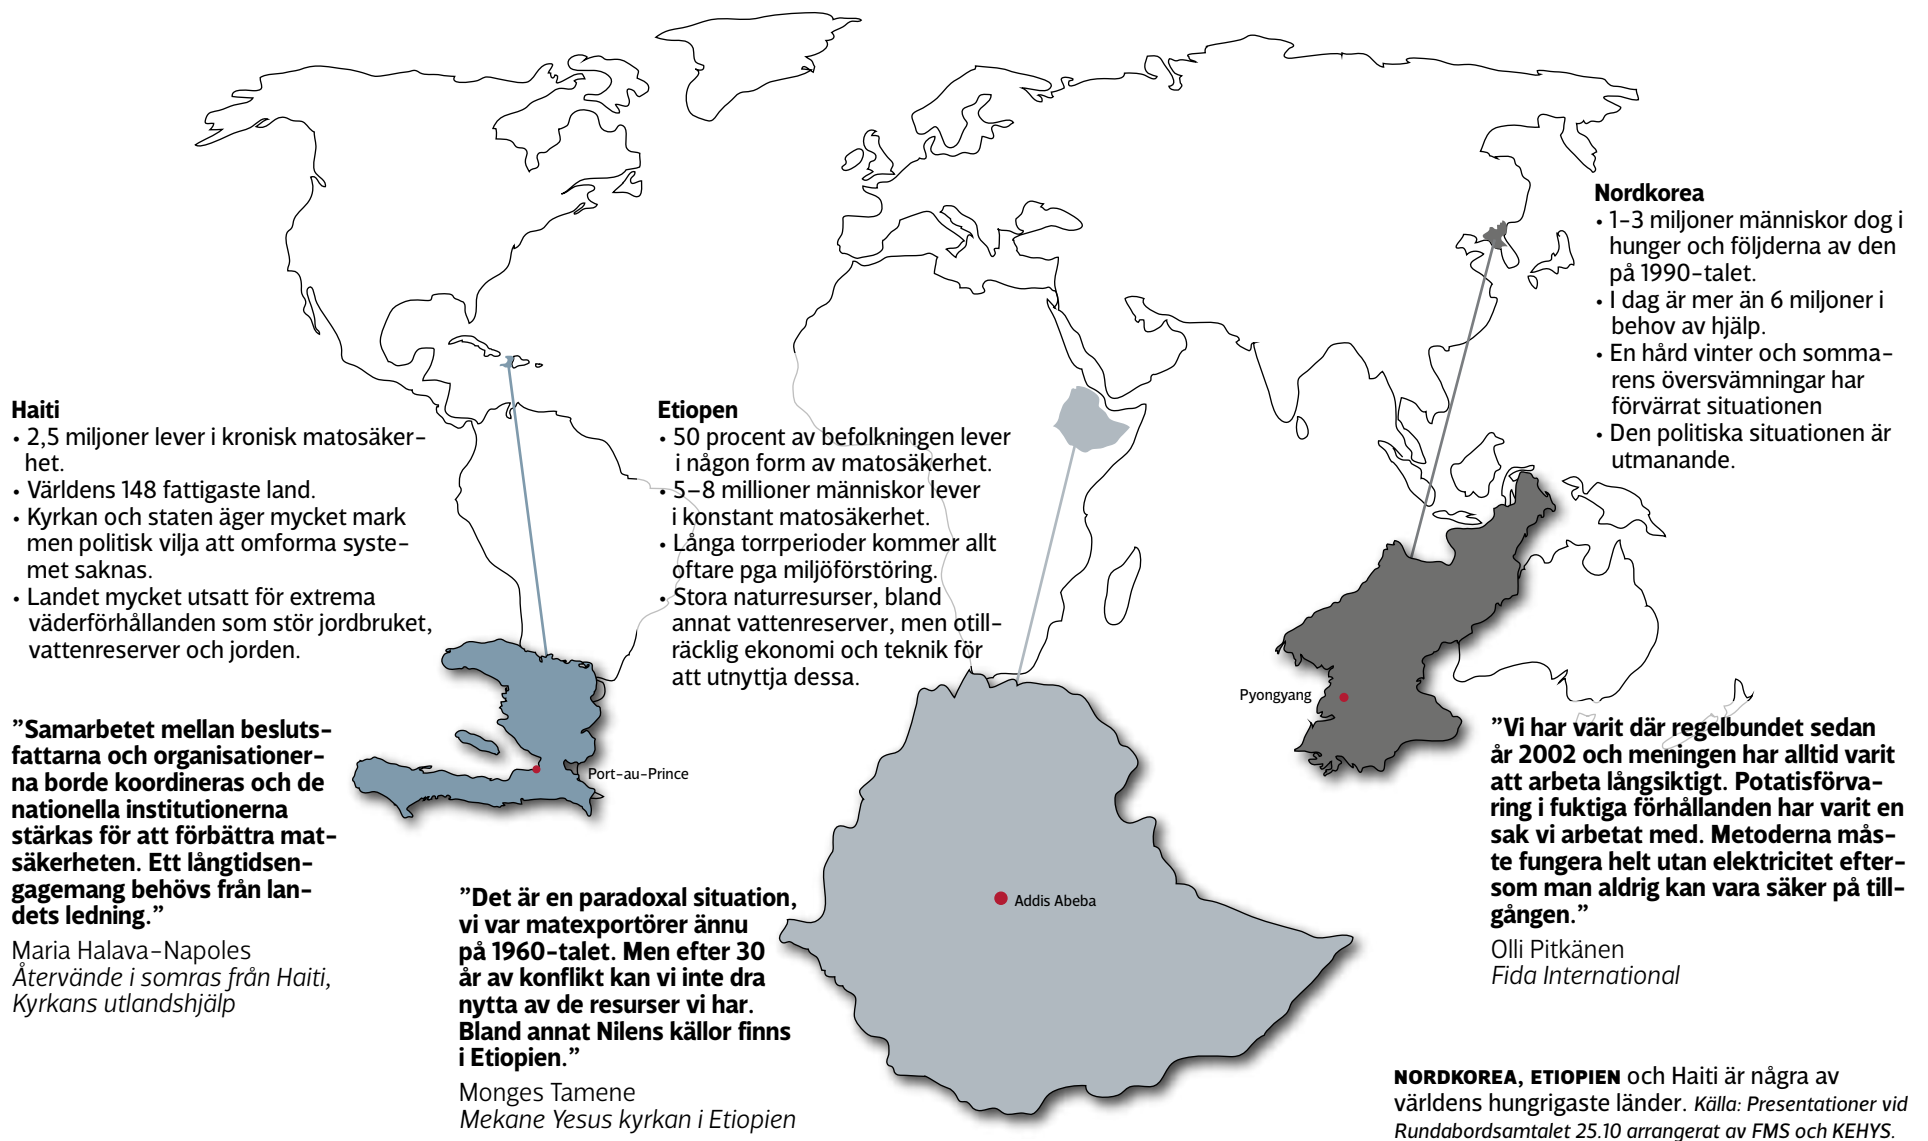 Haiti
• 2,5 miljoner lever i kronisk matosäker-
het.
• Världens 148 fattigaste land.
• Kyrkan och staten äger mycket mark
men politisk vilja att omforma syste-
met saknas.
• Landet mycket utsatt för extrema
väderförhållanden som stör jordbruket,
vattenreserver och jorden.
”Samarbetet mellan besluts-
fattarna och organisationer-
na borde koordineras och de
nationella institutionerna
stärkas för att förbättra mat-
säkerheten. Ett långtidsen-
gagemang behövs från lan-
dets ledning.”
Maria Halava-Napoles
Återvände i somras från Haiti,
Kyrkans utlandshjälp
Port-au-Prince
Etiopen
• 50 procent av befolkningen lever
i någon form av matosäkerhet.
• 5–8 millioner människor lever
i konstant matosäkerhet.
• Långa torrperioder kommer allt
oftare pga miljöförstöring.
• Stora naturresurser, bland
annat vattenreserver, men otill-
räcklig ekonomi och teknik för
att utnyttja dessa.
”Det är en paradoxal situation,
vi var matexportörer ännu
på 1960-talet. Men efter 30
år av konflikt kan vi inte dra
nytta av de resurser vi har.
Bland annat Nilens källor finns
i Etiopien.”
Monges Tamene
Mekane Yesus kyrkan i Etiopien
Addis Abeba
Nordkorea
• 1-3 miljoner människor dog i
hunger och följderna av den
på 1990-talet.
• I dag är mer än 6 miljoner i
behov av hjälp.
• En hård vinter och somma-
rens översvämningar har
förvärrat situationen
• Den politiska situationen är
utmanande.
Pyongyang
”Vi har varit där regelbundet sedan
år 2002 och meningen har alltid varit
att arbeta långsiktigt. Potatisförva-
ring i fuktiga förhållanden har varit en
sak vi arbetat med. Metoderna mås-
te fungera helt utan elektricitet efter-
som man aldrig kan vara säker på till-
gången.”
Olli Pitkänen
Fida International
NORDKOREA, ETIOPIEN och Haiti är några av
världens hungrigaste länder. Källa: Presentationer vid
Rundabordsamtalet 25.10 arrangerat av FMS och KEHYS.